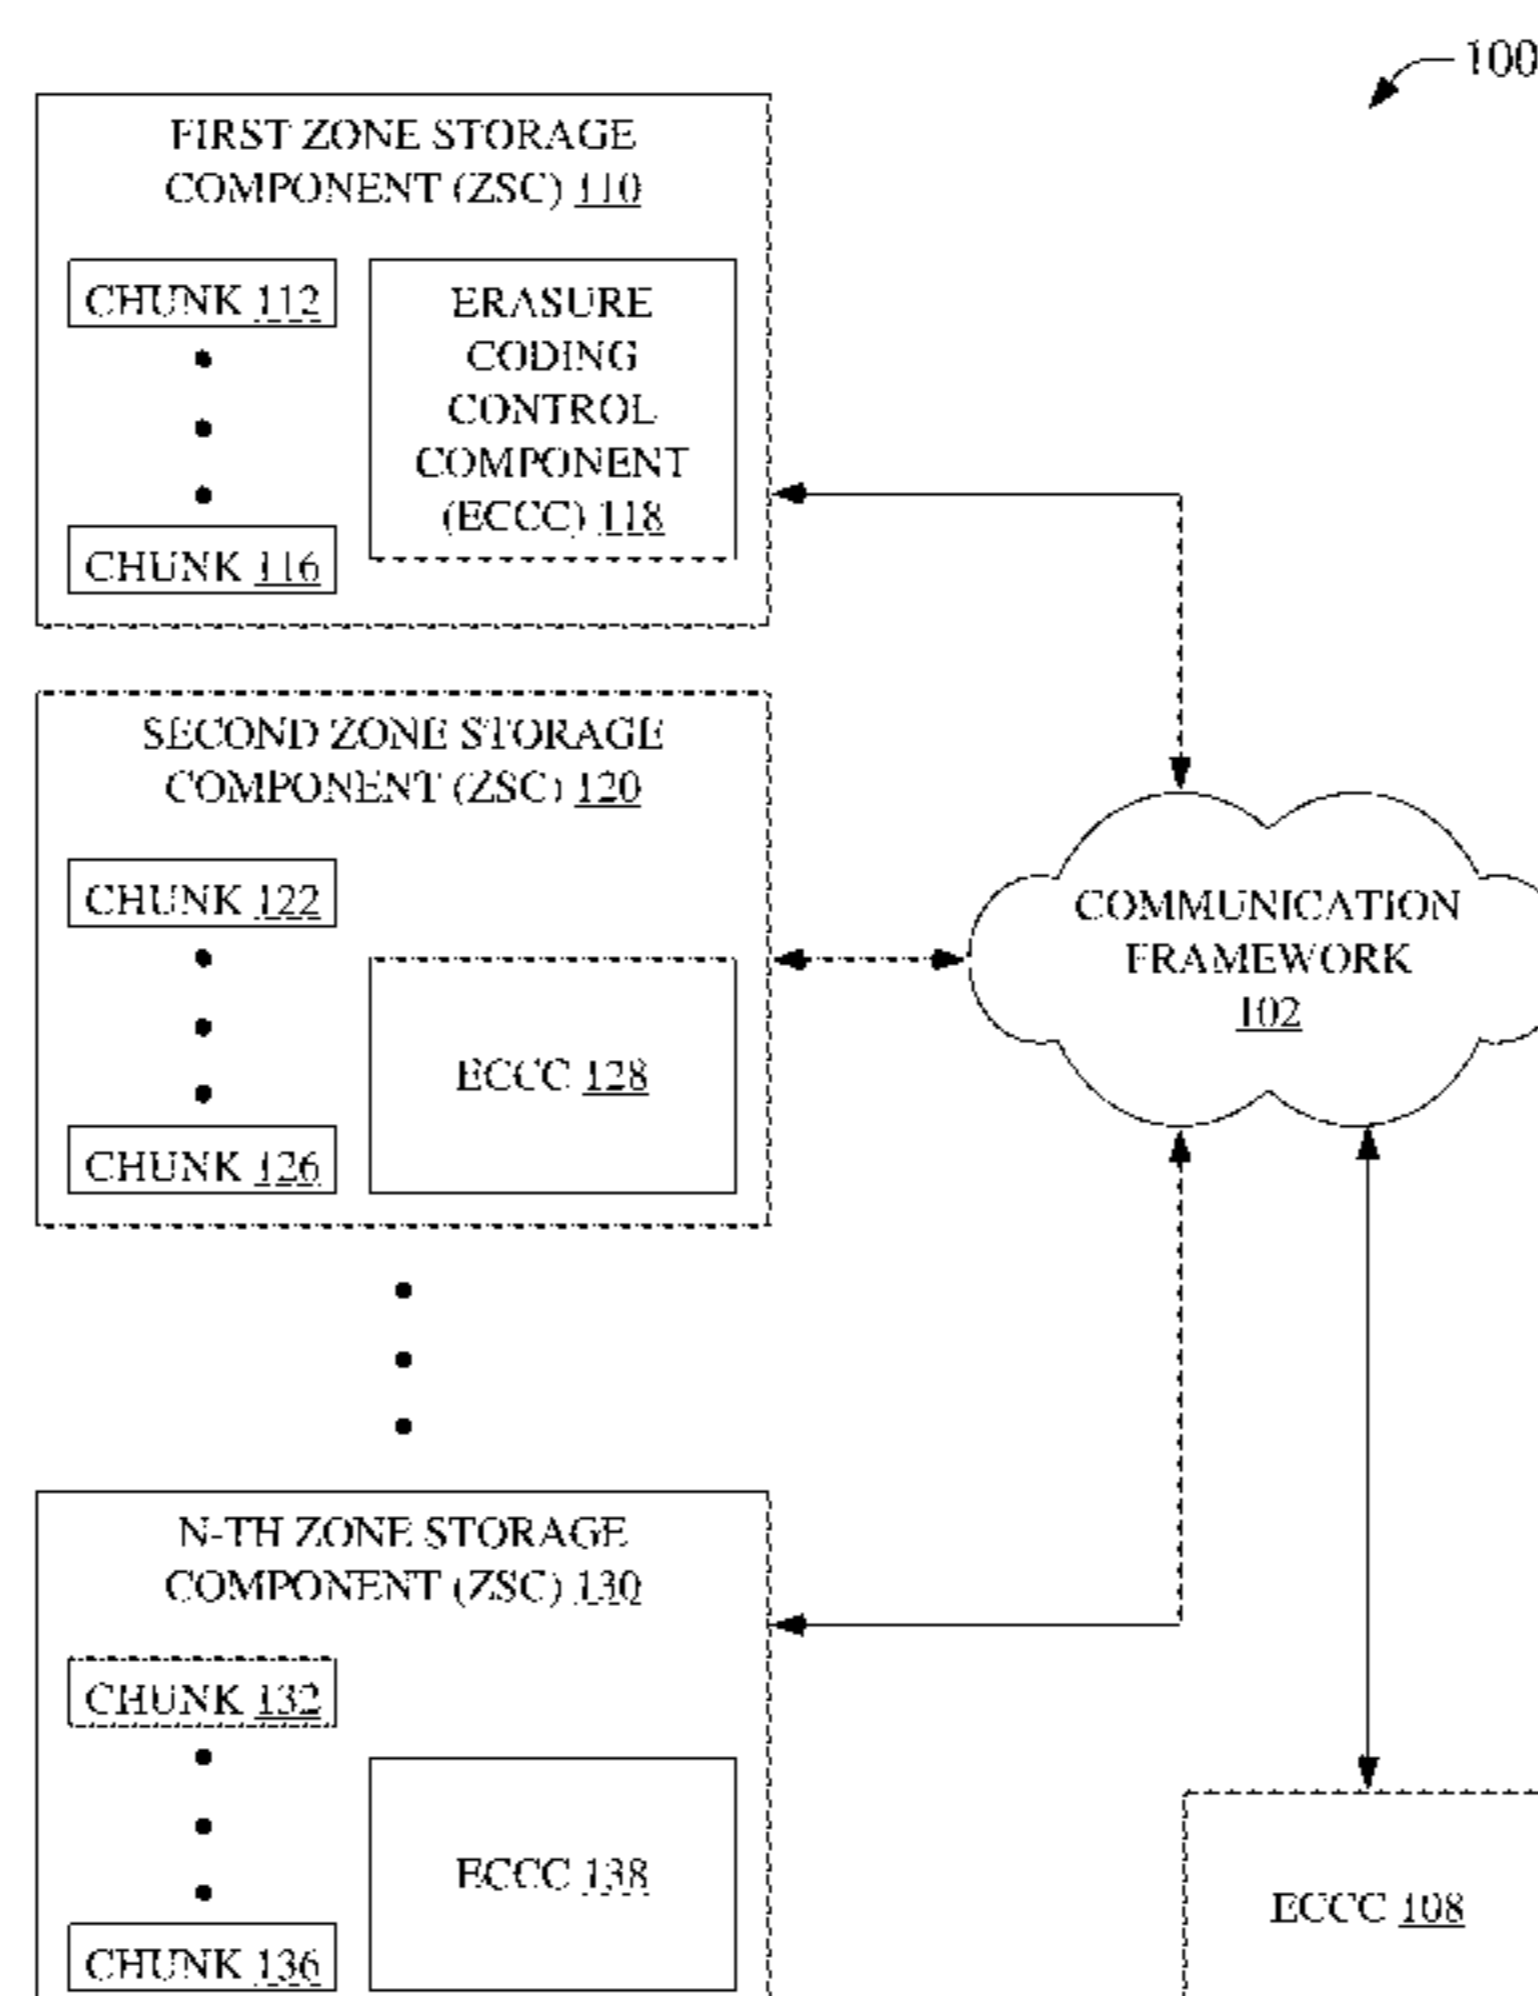 100
FIRST ZONE STORAGE
COMPONENT (ZSC) 110
CHUNK 112
ERASURE
CODING
CONTROL
COMPONENT
(ECCC) 118
CHUNK 116
SECOND ZONE STORAGE
COMPONENT (ZSC) 120
CHUNK 122
ECCC 128
CHUNK 126
COMMUNICATION
FRAMEWORK
102
N-TH ZONE STORAGE
COMPONENT (ZSC) 130
CHUNK 132
ECCC 138
CHUNK 136
ECCC 108